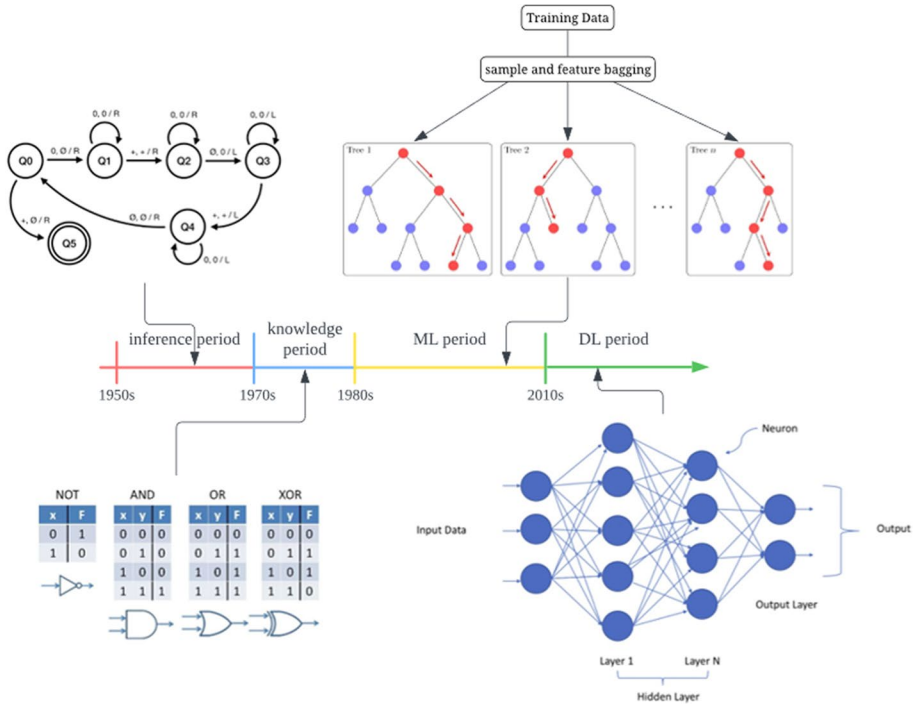 Training Data
sample and feature bagging
Tree 1
Tree 2
Tree n
...
0, 0 / R
0, 0 / R
0, 0 / L
Q0
0, Ø / R
Q1
+, + / R
Q2
Ø, 0 / L
Q3
+, Ø / R
Ø, Ø / R
Q4
+, + / L
Q5
0, 0 / L
inference period
knowledge
period
ML period
DL period
1950s
1970s
1980s
2010s
NOT
x F
0 1
1 0
AND
x y F
0 0 0
0 1 0
1 0 0
1 1 1
OR
x y F
0 0 0
0 1 1
1 0 1
1 1 1
XOR
x y F
0 0 0
0 1 1
1 0 1
1 1 0
Neuron
Input Data
Output
Output Layer
Layer 1
Layer N
Hidden Layer